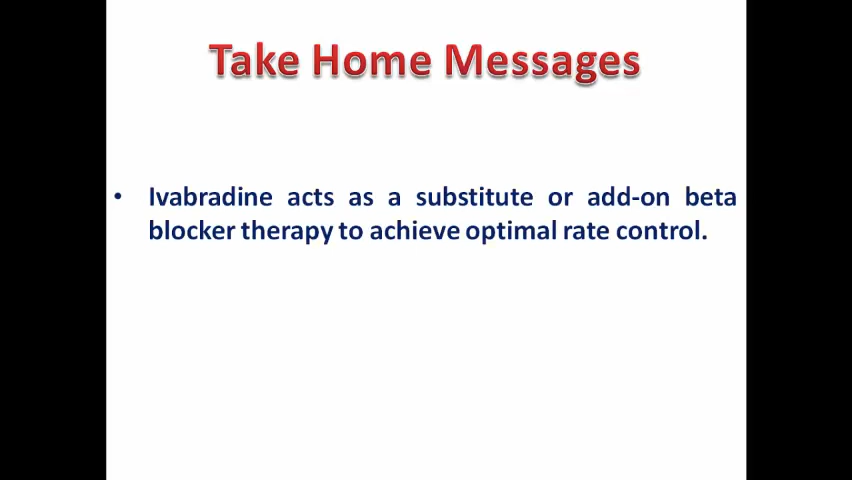 Take Home Messages
• Ivabradine acts as a substitute or add-on beta
blocker therapy to achieve optimal rate control.